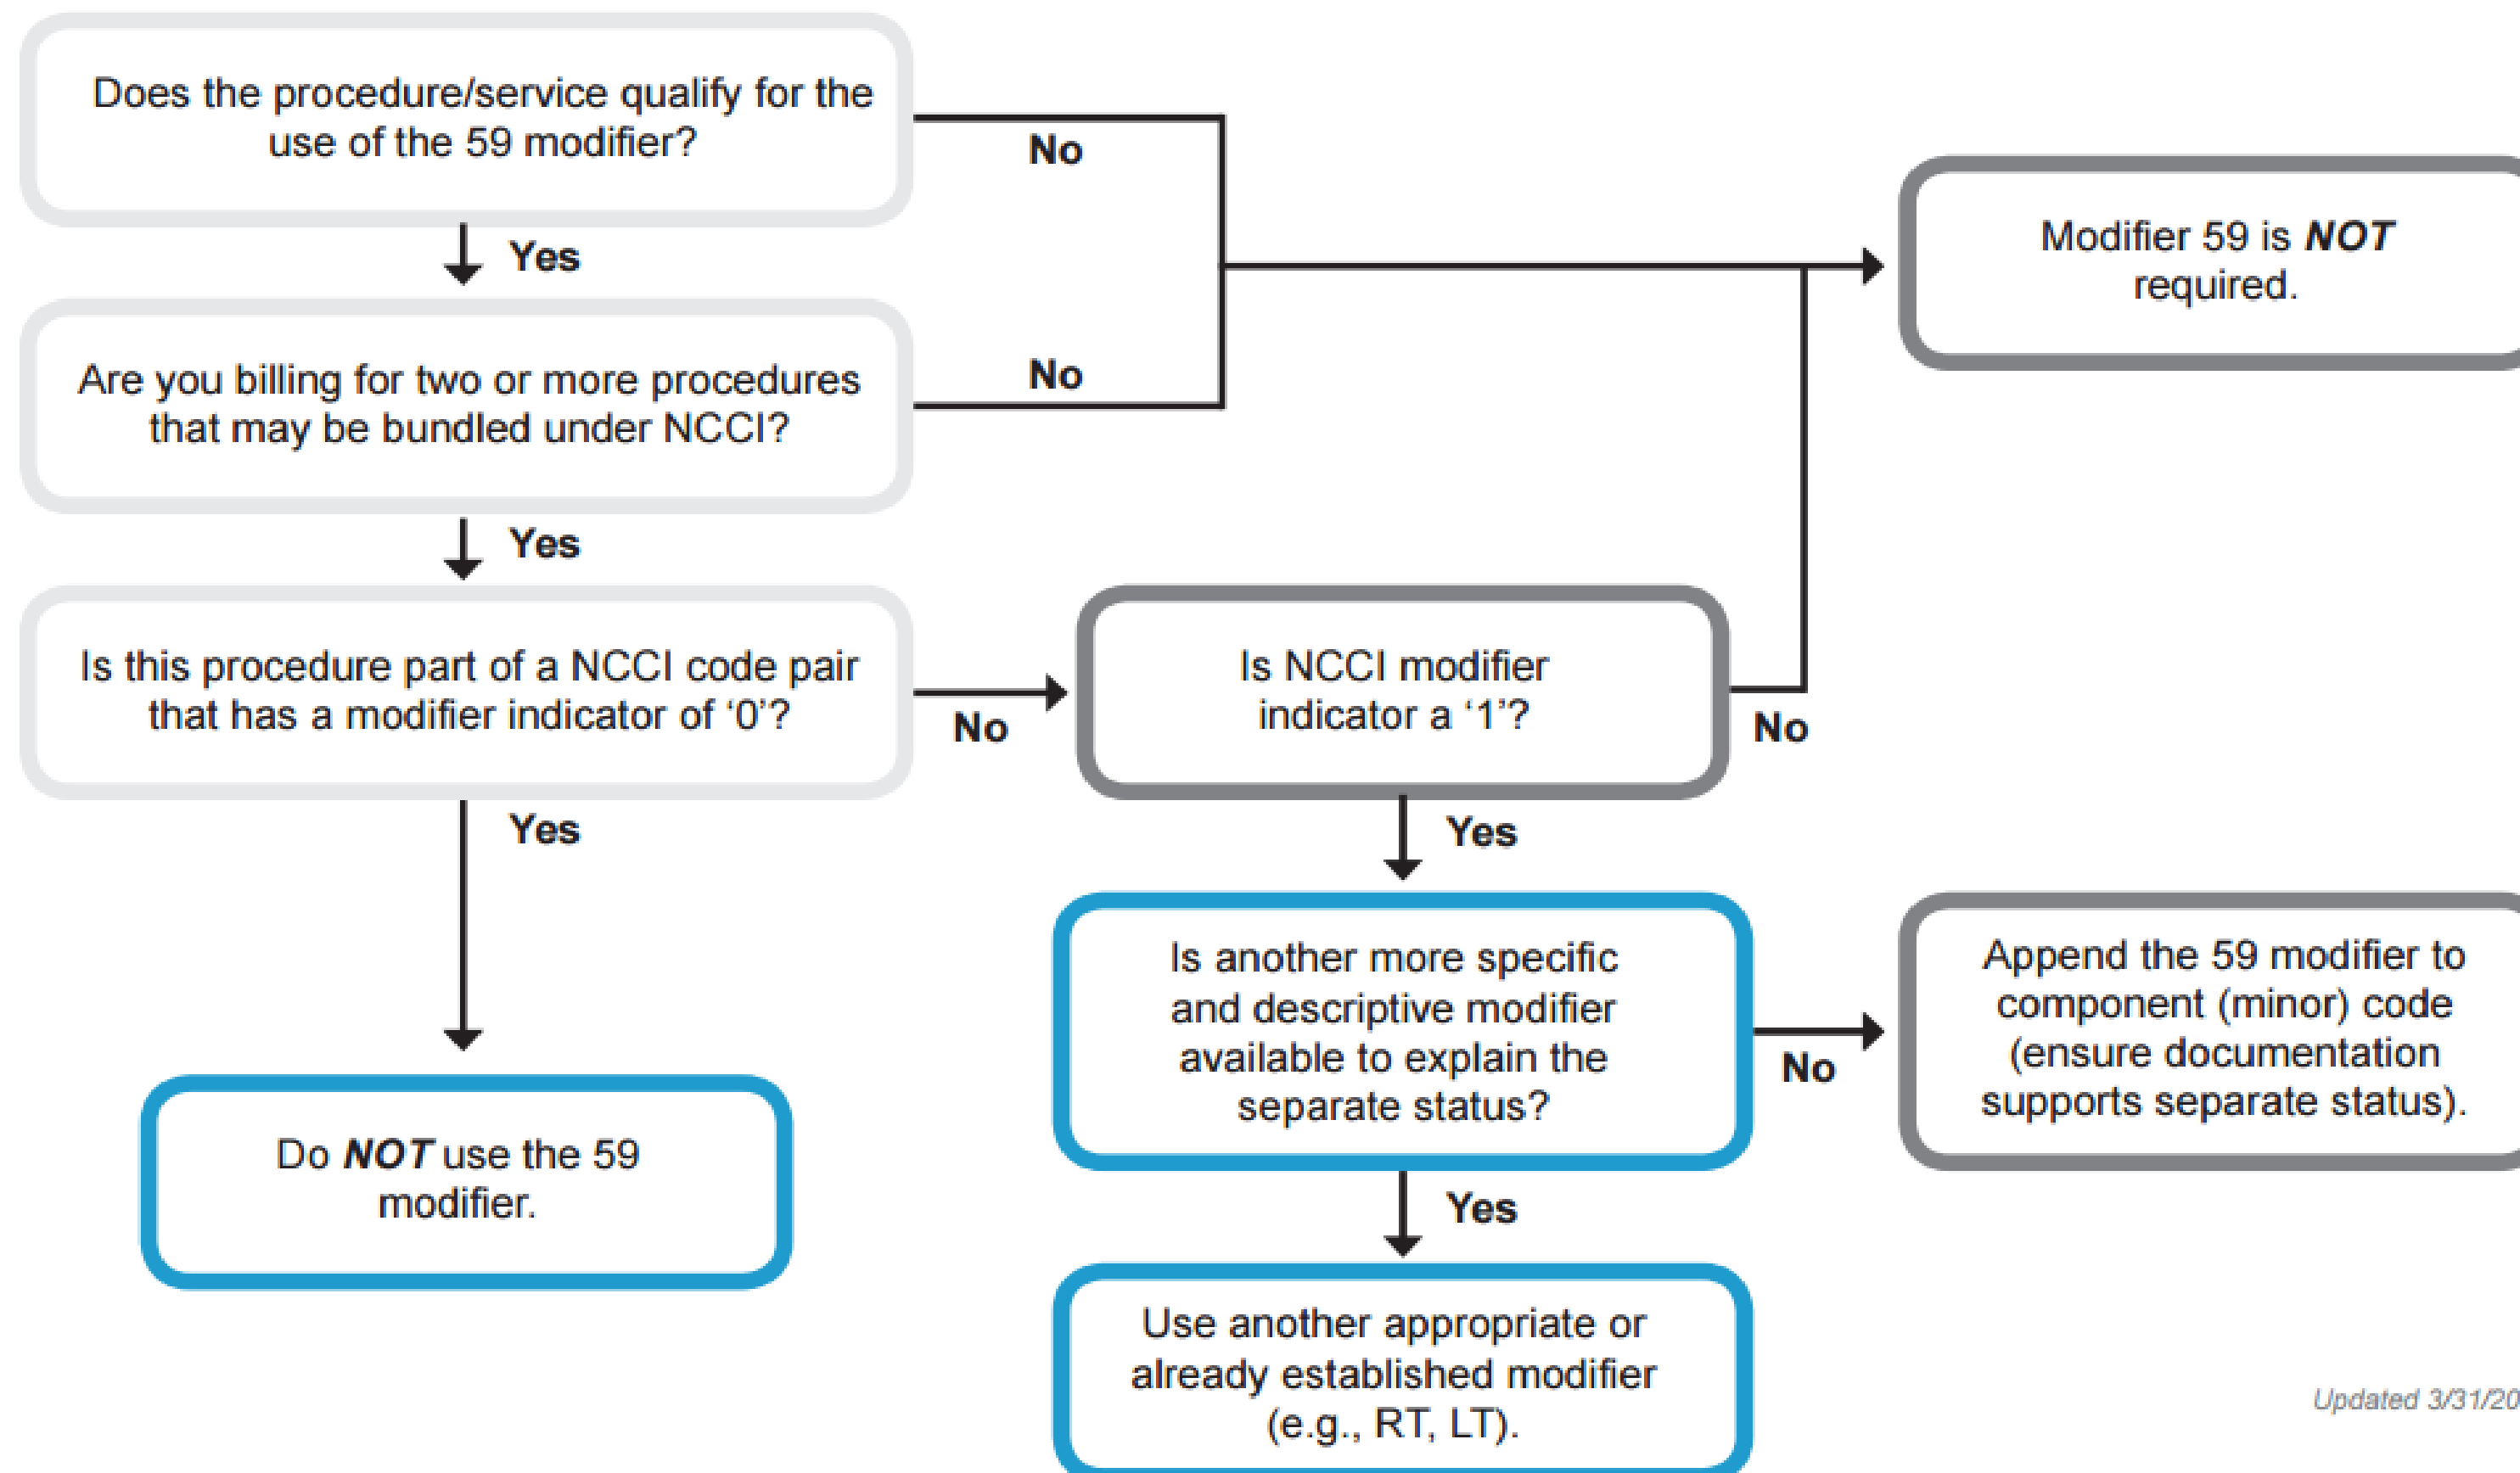 Does the procedure/service qualify for the
use of the 59 modifier?
No
Yes
Modifier 59 is NOT
required.
Are you billing for two or more procedures
that may be bundled under NCCI?
No
Yes
Is this procedure part of a NCCI code pair
that has a modifier indicator of ‘0’?
No
Is NCCI modifier
indicator a ‘1’?
No
Yes
Yes
Is another more specific
and descriptive modifier
available to explain the
separate status?
No
Append the 59 modifier to
component (minor) code
(ensure documentation
supports separate status).
Do NOT use the 59
modifier.
Yes
Use another appropriate or
already established modifier
(e.g., RT, LT).
Updated 3/31/20